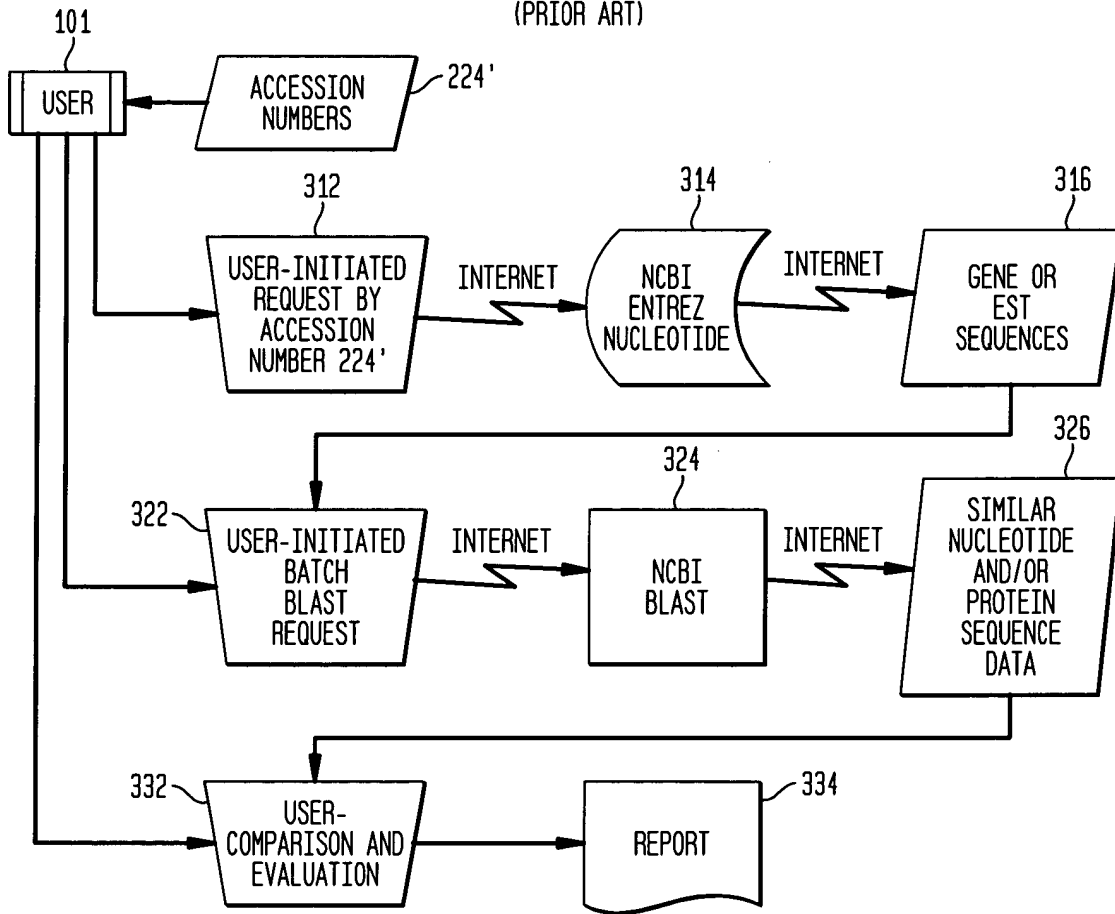 (PRIOR ART)
101
USER
ACCESSION
NUMBERS
224'
312
USER-INITIATED
REQUEST BY
ACCESSION
NUMBER 224'
INTERNET
314
NCBI
ENTREZ
NUCLEOTIDE
INTERNET
316
GENE OR
EST
SEQUENCES
322
USER-INITIATED
BATCH
BLAST
REQUEST
INTERNET
324
NCBI
BLAST
INTERNET
326
SIMILAR
NUCLEOTIDE
AND/OR
PROTEIN
SEQUENCE
DATA
332
USER-
COMPARISON AND
EVALUATION
334
REPORT